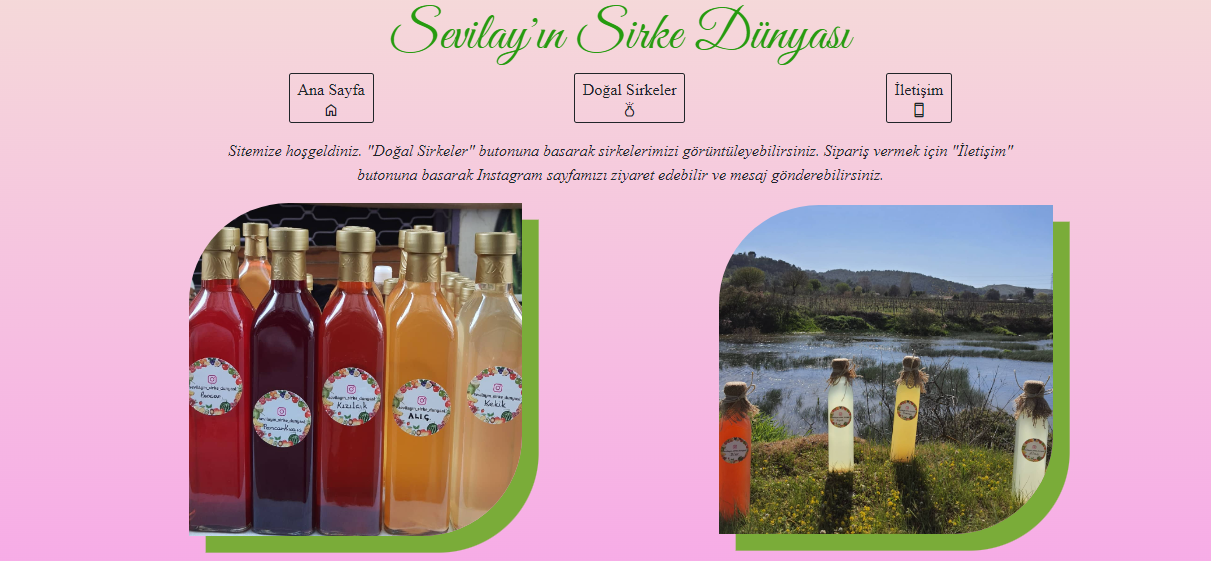 Sevilay'ın Sirke Dünyası
Ana Sayfa
Doğal Sirkeler
İletişim
Sitemize hoşgeldiniz. "Doğal Sirkeler" butonuna basarak sirkelerimizi görüntüleyebilirsiniz. Sipariş vermek için "İletişim"
butonuna basarak Instagram sayfamızı ziyaret edebilir ve mesaj gönderebilirsiniz.
Pancar
Kızılcık
ALIÇ
Kekik